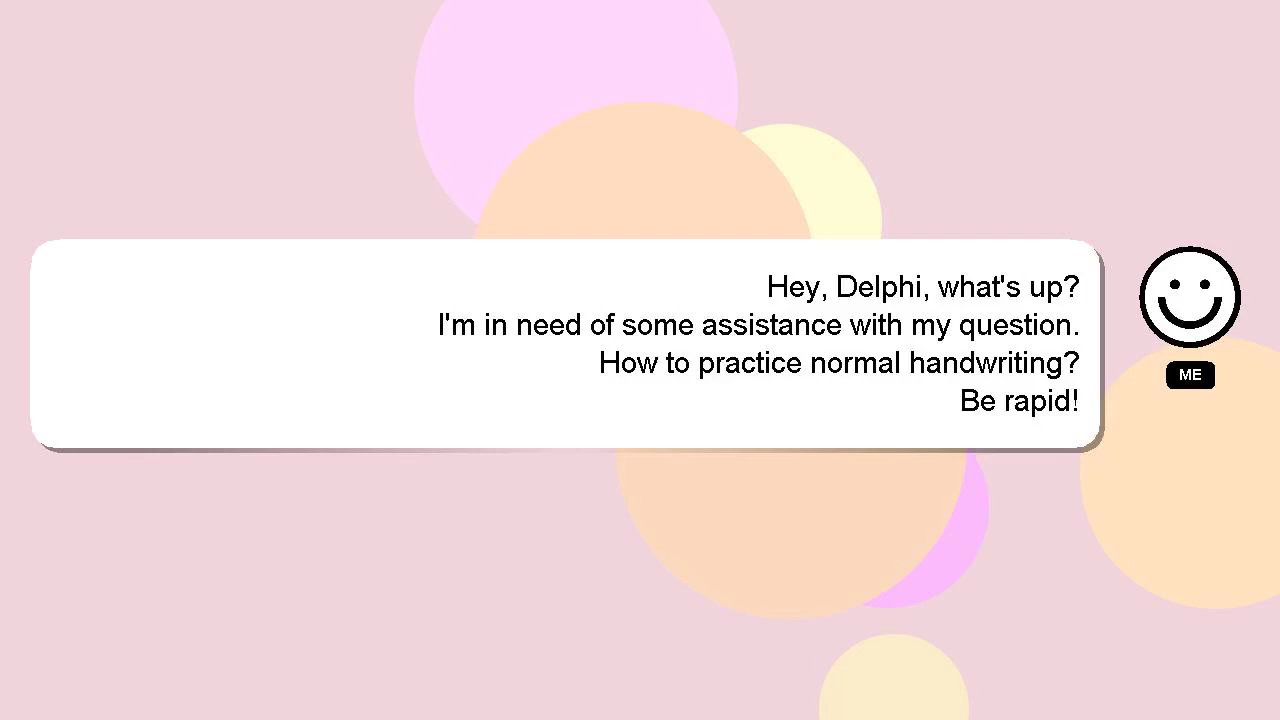 Hey, Delphi, what's up?
I'm in need of some assistance with my question.
How to practice normal handwriting?
Be rapid!
ME